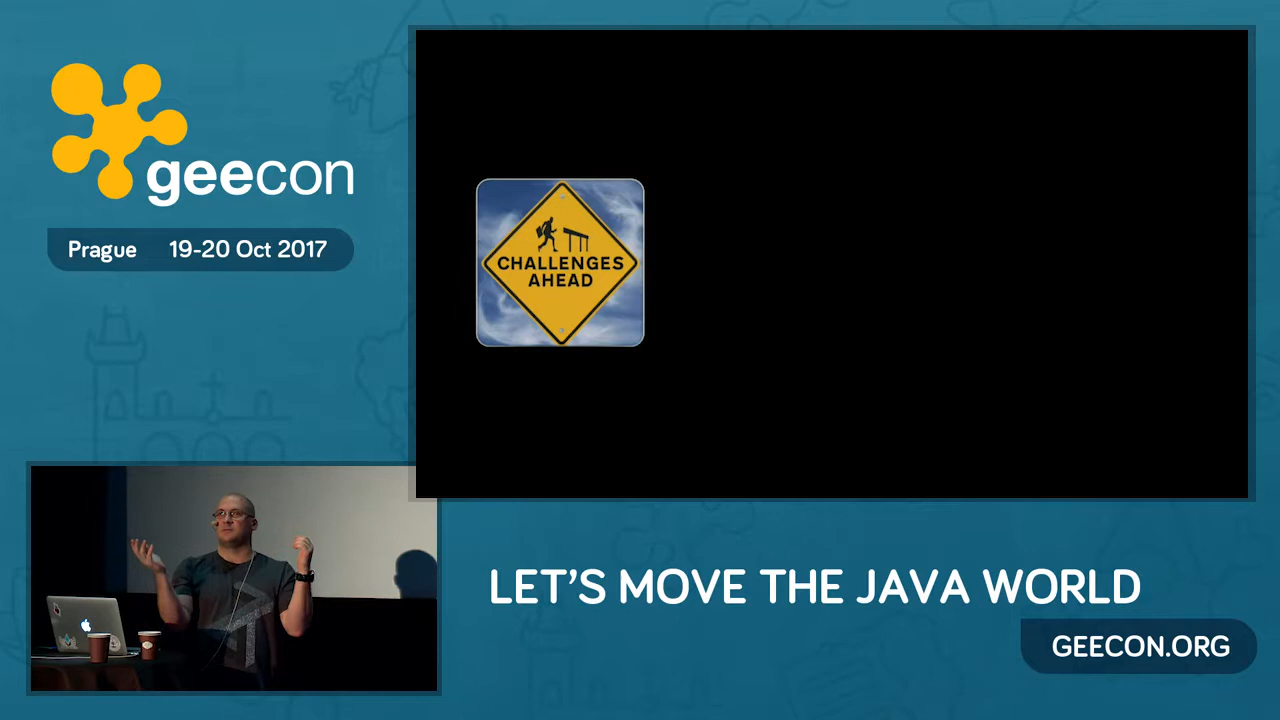 geecon
Prague 19-20 Oct 2017
CHALLENGES
AHEAD
LET'S MOVE THE JAVA WORLD
GEECON.ORG